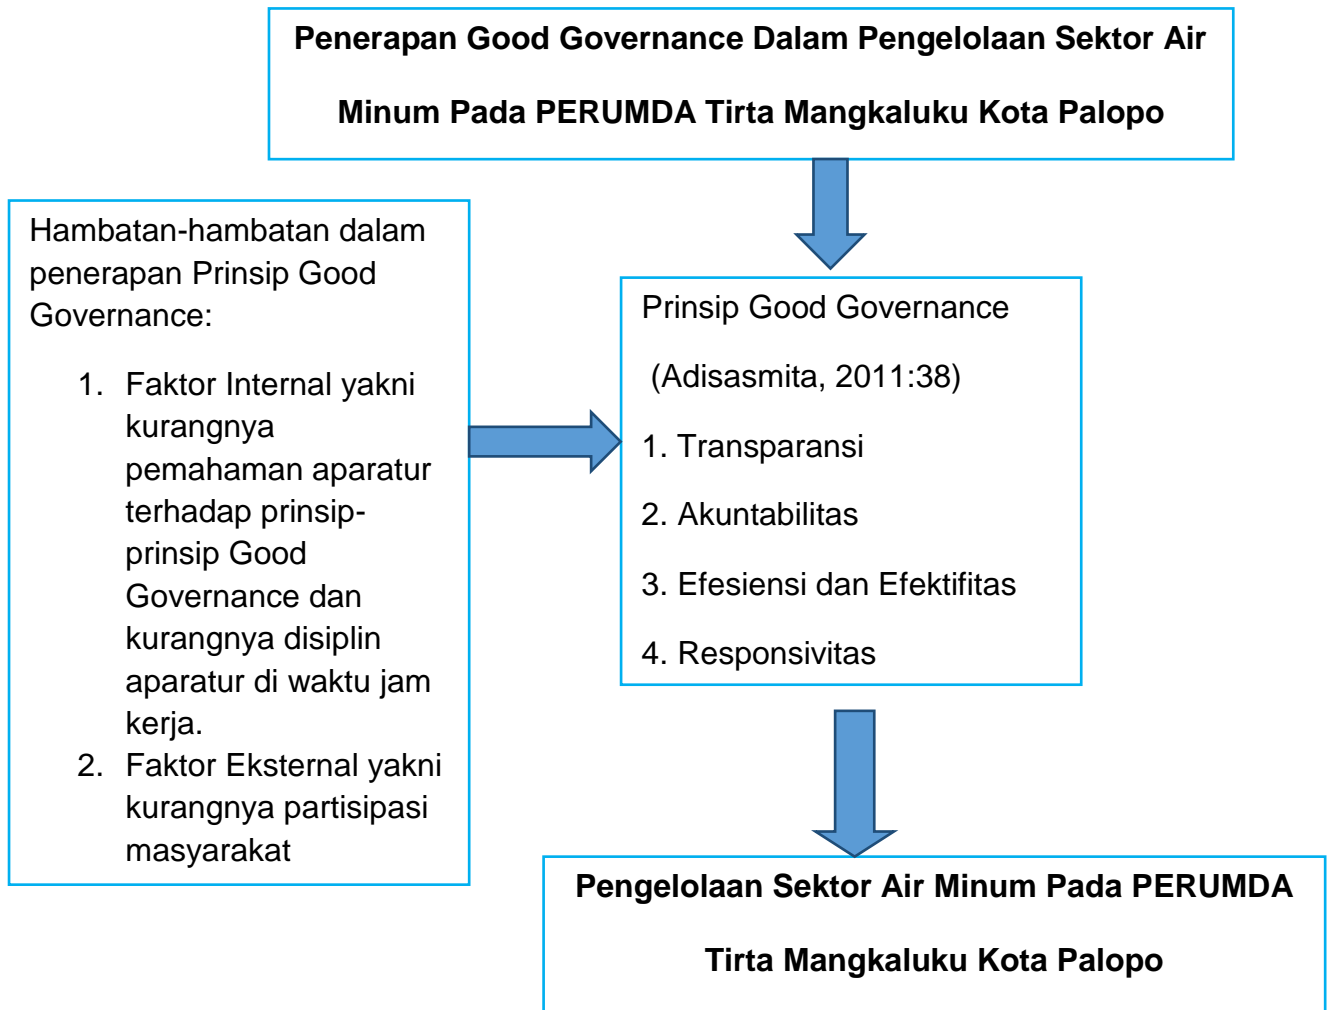 Penerapan Good Governance Dalam Pengelolaan Sektor Air
Minum Pada PERUMDA Tirta Mangkaluku Kota Palopo
Hambatan-hambatan dalam
penerapan Prinsip Good
Governance:
1. Faktor Internal yakni
kurangnya
pemahaman aparatur
terhadap prinsip-
prinsip Good
Governance dan
kurangnya disiplin
aparatur di waktu jam
kerja.
2. Faktor Eksternal yakni
kurangnya partisipasi
masyarakat
Prinsip Good Governance
(Adisasmita, 2011:38)
1. Transparansi
2. Akuntabilitas
3. Efesiensi dan Efektifitas
4. Responsivitas
Pengelolaan Sektor Air Minum Pada PERUMDA
Tirta Mangkaluku Kota Palopo